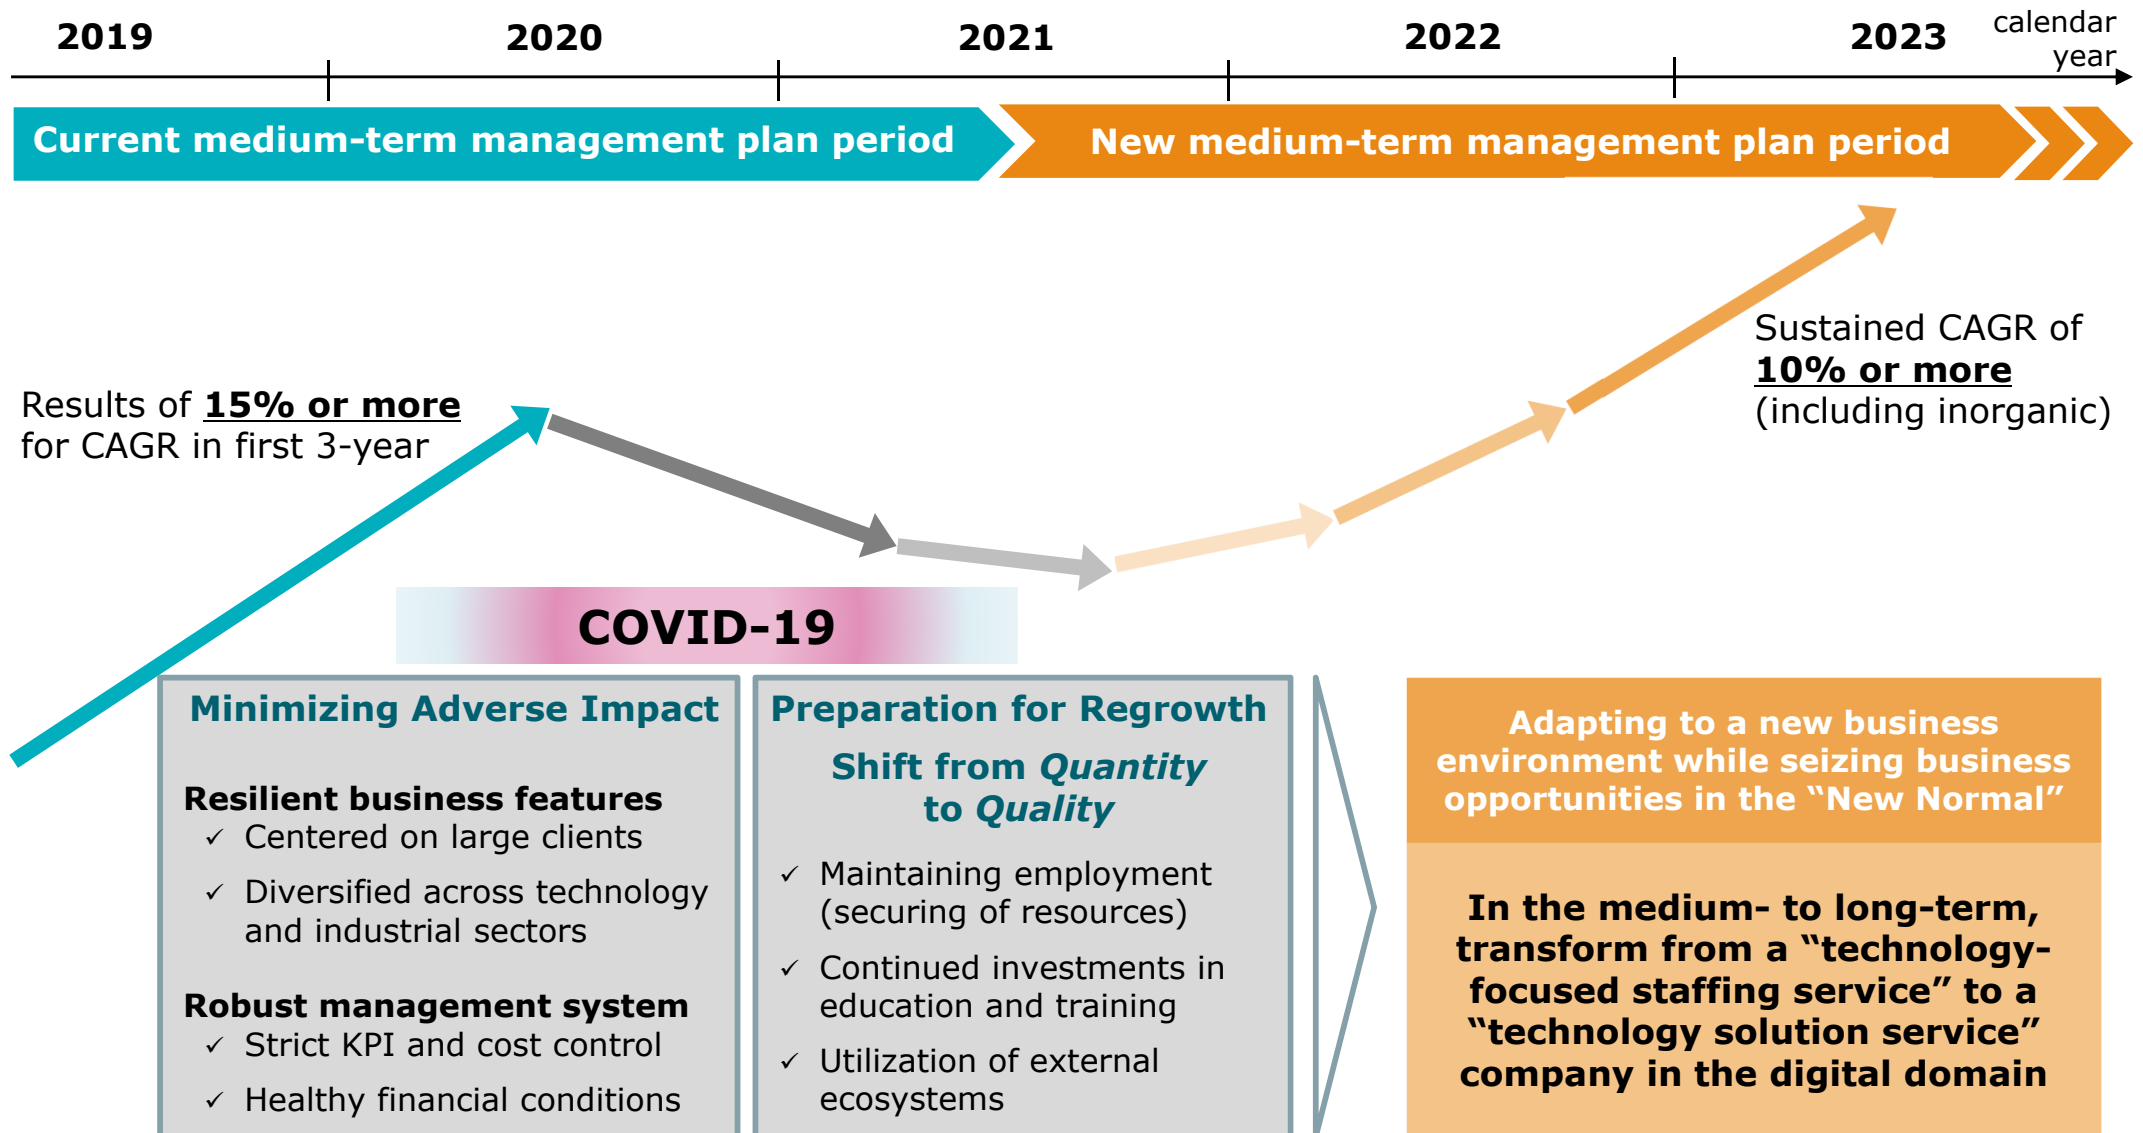 2019
2020
2021
2022
2023
calendar
year
Current medium-term management plan period
New medium-term management plan period
Results of 15% or more
for CAGR in first 3-year
Sustained CAGR of
10% or more
(including inorganic)
COVID-19
Minimizing Adverse Impact
Resilient business features
✓ Centered on large clients
✓ Diversified across technology
and industrial sectors
Robust management system
✓ Strict KPI and cost control
✓ Healthy financial conditions
Preparation for Regrowth
Shift from Quantity
to Quality
✓ Maintaining employment
(securing of resources)
✓ Continued investments in
education and training
✓ Utilization of external
ecosystems
Adapting to a new business
environment while seizing business
opportunities in the “New Normal”
In the medium- to long-term,
transform from a “technology-
focused staffing service” to a
“technology solution service”
company in the digital domain